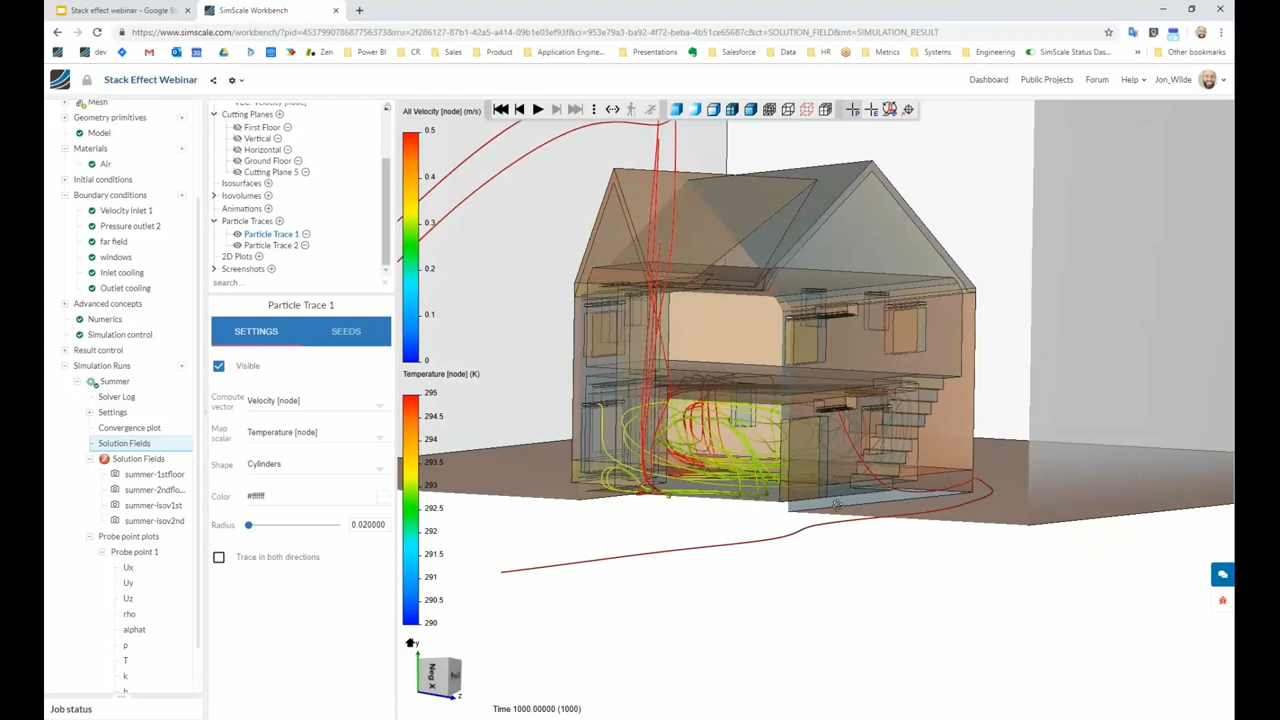 Stack effect webinar - Google S
SimScale Workbench
https://www.simscale.com/workbench/?pid=4537990786877563373&rru=2f286127-87b1-42a5-a414-09b1e03ef93f&ci=953e79a3-ba92-4f72-beba-4b51ce65636c&ct=SOLUTION_FIELD&mt=SIMULATION_RESULT
dev
Zen
Power BI
CR
Sales
Product
Application Engine...
Presentations
Salesforce
Data
HR
Metrics
Systems
Engineering
SimScale Status Das...
Other bookmarks
Stack Effect Webinar
Dashboard
Public Projects
Forum
Help
Jon_Wilde
Mesh
Geometry primitives
Model
Materials
Air
Initial conditions
Boundary conditions
Velocity inlet 1
Pressure outlet 2
far field
windows
Inlet cooling
Outlet cooling
Advanced concepts
Numerics
Simulation control
Result control
Simulation Runs
Summer
Solver Log
Settings
Convergence plot
Solution Fields
Solution Fields
summer-1stfloor
summer-2ndflo...
summer-isov1st
summer-isov2nd
Probe point plots
Probe point 1
Ux
Uy
Uz
rho
alphat
p
T
k
Job status
Cutting Planes
First Floor
Vertical
Horizontal
Ground Floor
Cutting Plane 5
Isosurfaces
Isovolumes
Animations
Particle Traces
Particle Trace 1
Particle Trace 2
2D Plots
Screenshots
search...
Particle Trace 1
SETTINGS
SEEDS
Visible
Compute vector
Velocity [node]
Map scalar
Temperature [node]
Shape
Cylinders
Color
#ffffff
Radius
0.020000
Trace in both directions
All Velocity [node] (m/s)
0.5
0.4
0.3
0.2
0.1
0
Temperature [node] (K)
295
294.5
294
293.5
293
292.5
292
291.5
291
290.5
290
y
Neg X
z
Time 1000.00000 (1000)